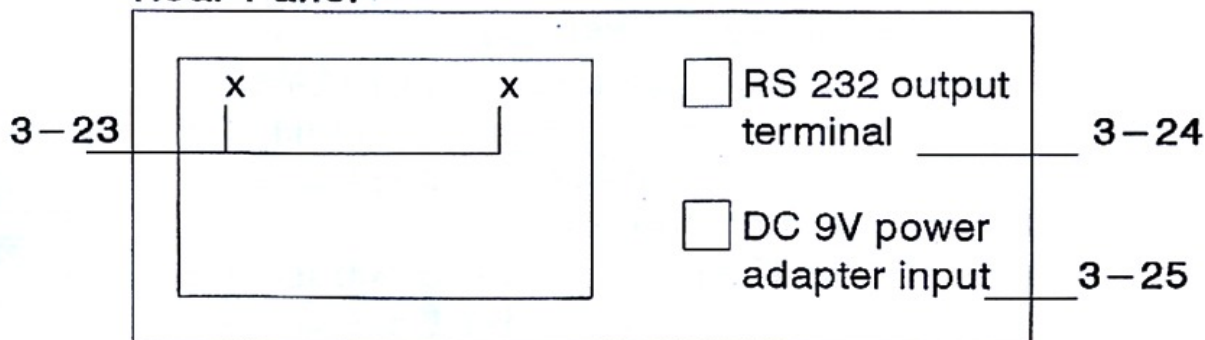 x x
RS 232 output
3-23
terminal
3-24
DC 9V power
adapter input
3-25